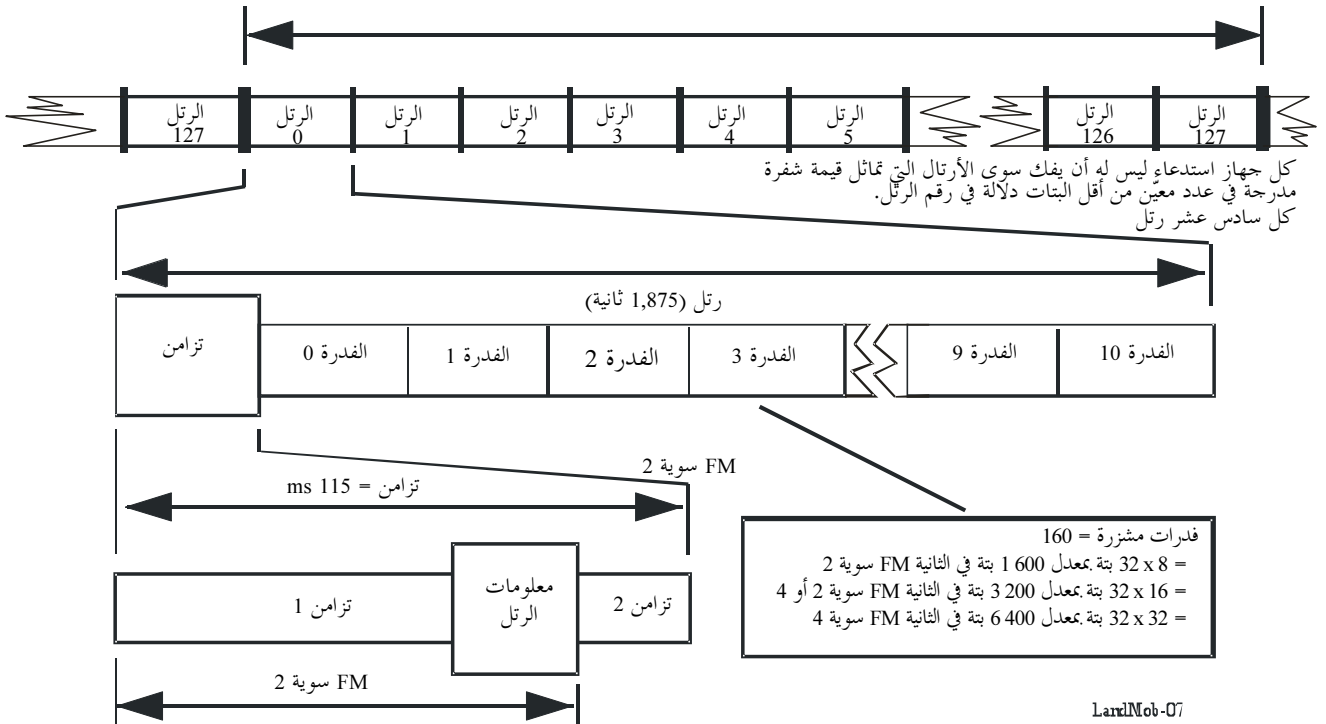 الرتل 127
الرتل 0
الرتل 1
الرتل 2
الرتل 3
الرتل 4
الرتل 5
الرتل 126
الرتل 127
كل جهاز استدعاء ليس له أن يفك سوى الأرتال التي تماثل قيمة شفرة
مدرجة في عدد معيّن من أقل البتات دلالة في رقم الرتل.
كل سادس عشر رتل
رتل (1,875 ثانية)
تزامن
الفدرة 0
الفدرة 1
الفدرة 2
الفدرة 3
الفدرة 9
الفدرة 10
FM سوية 2
تزامن = 115 ms
تزامن 1
معلومات
الرتل
تزامن 2
FM سوية 2
فدرات مشزرة = 160
= 8 x 32 بتة بمعدل 600 1 بتة في الثانية FM سوية 2
= 16 x 32 بتة بمعدل 200 3 بتة في الثانية FM سوية 2 أو 4
= 32 x 32 بتة بمعدل 400 6 بتة في الثانية FM سوية 4
LandMob-07